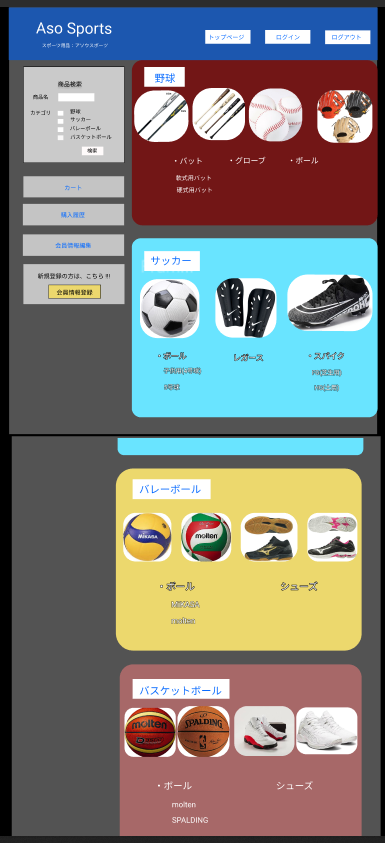 Aso Sports
スポーツ用品：アソウスポーツ
トップページ
ログイン
ログアウト
商品検索
商品名
カテゴリ
野球
サッカー
バレーボール
バスケットボール
検索
カート
購入履歴
会員情報編集
新規登録の方は、こちら !!!
会員情報登録
野球
・バット
・グローブ
・ボール
軟式用バット
硬式用バット
サッカー
・ボール
レガース
・スパイク
バレーボール
MIKASA
molten
・ボール
シューズ
MIKASA
molten
バスケットボール
molten
SPALDING
・ボール
シューズ
molten
SPALDING